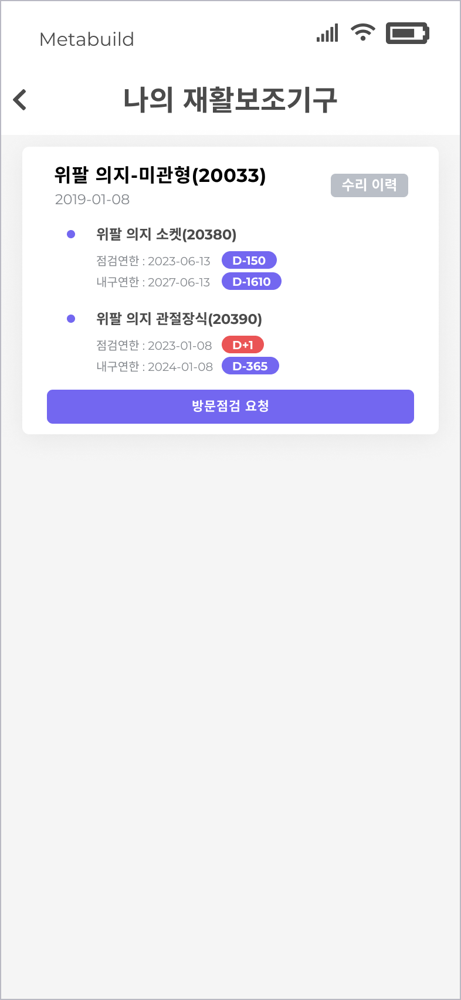 Metabuild
나의 재활보조기구
위팔 의지-미관형(20033)
수리 이력
2019-01-08
위팔 의지 소켓(20380)
점검연한 : 2023-06-13 D-150
내구연한 : 2027-06-13 D-1610
위팔 의지 관절장식(20390)
점검연한 : 2023-01-08 D+1
내구연한 : 2024-01-08 D-365
방문점검 요청